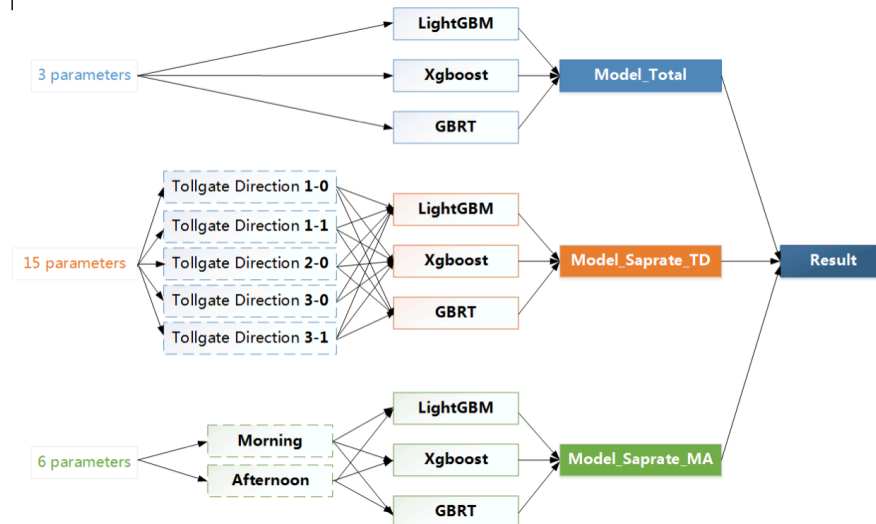 LightGBM
3 parameters
Xgboost
Model_Total
GBRT
Tollgate Direction 1-0
Tollgate Direction 1-1
Tollgate Direction 2-0
Tollgate Direction 3-0
Tollgate Direction 3-1
15 parameters
LightGBM
Xgboost
GBRT
Model_Saprate_TD
Result
6 parameters
Morning
Afternoon
LightGBM
Xgboost
GBRT
Model_Saprate_MA